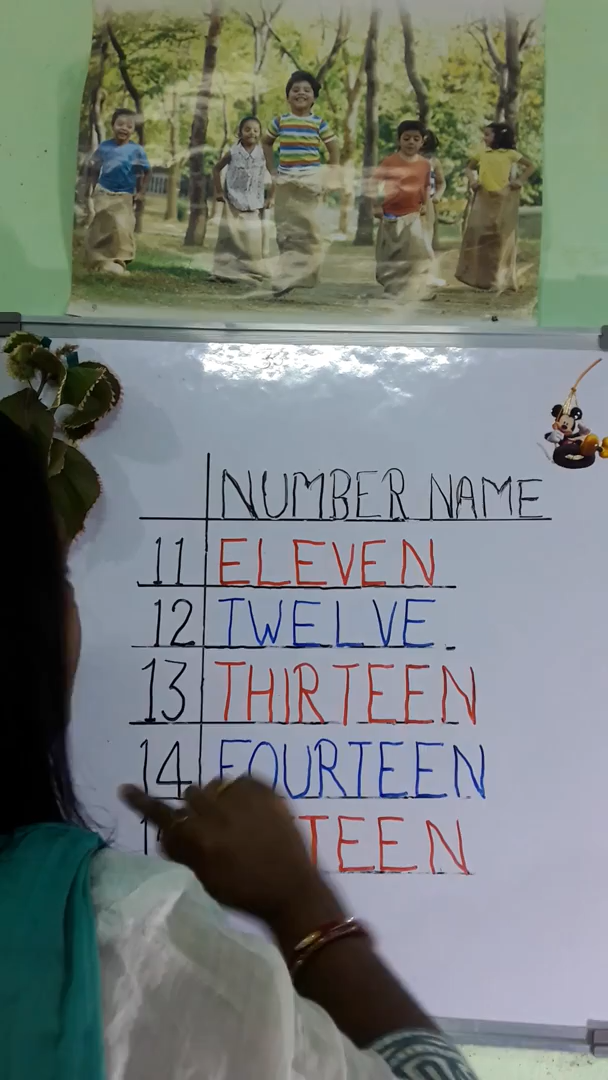 NUMBER NAME
11 ELEVEN
12 TWELVE
13 THIRTEEN
14 FOURTEEN